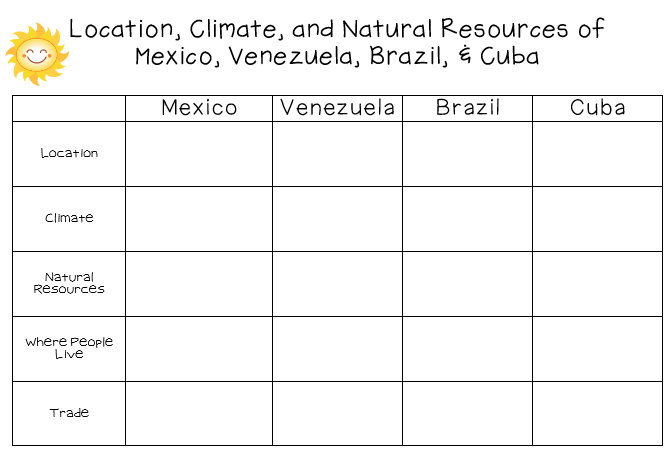 Location, Climate, and Natural Resources of
Mexico, Venezuela, Brazil, & Cuba
Mexico Venezuela Brazil Cuba
Location
Climate
Natural
Resources
Where People
Live
Trade